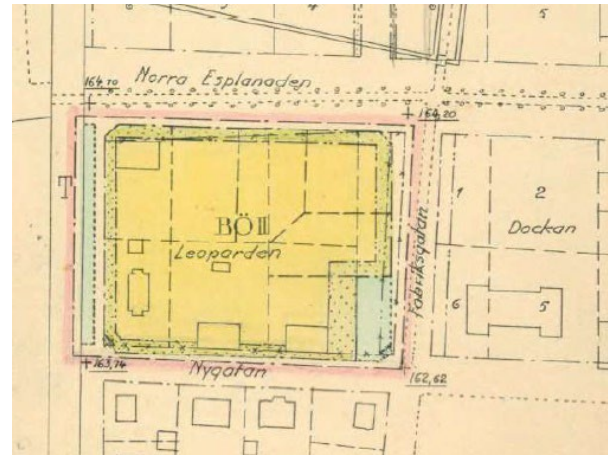 5
5
Norra Esplanaden
164,70
164,20
T
BÖ II
Leoparden
Fabriksgatan
1
2
Dockan
6
5
Nygatan
163,74
162,62